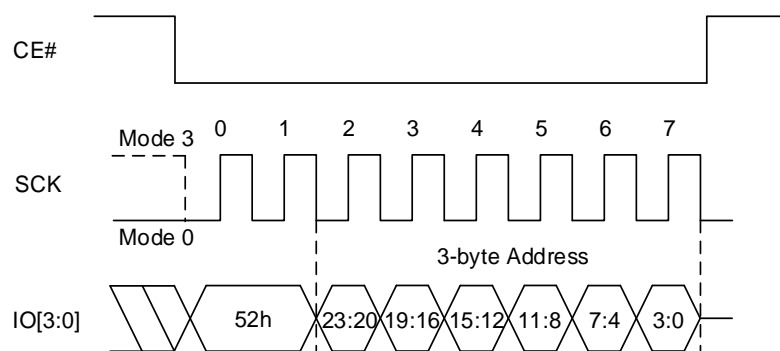 CE#
0 1 2 3 4 5 6 7
Mode 3
SCK
Mode 0
3-byte Address
IO[3:0] 52h 23:20 19:16 15:12 11:8 7:4 3:0